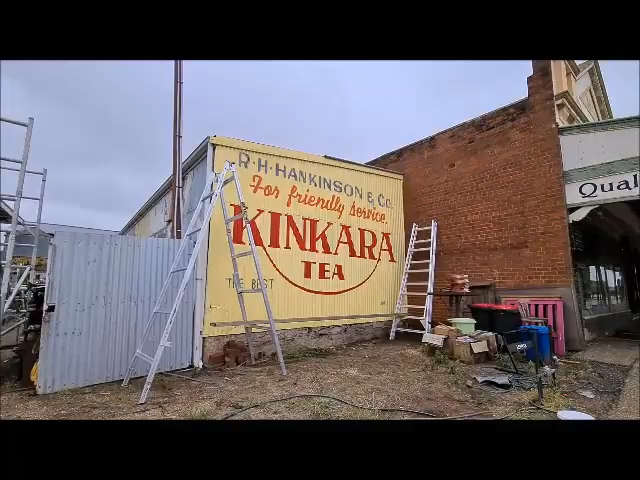 R·H·HANKINSON & Co.
For friendly service.
KINKARA
TEA
THE BEST
Qual